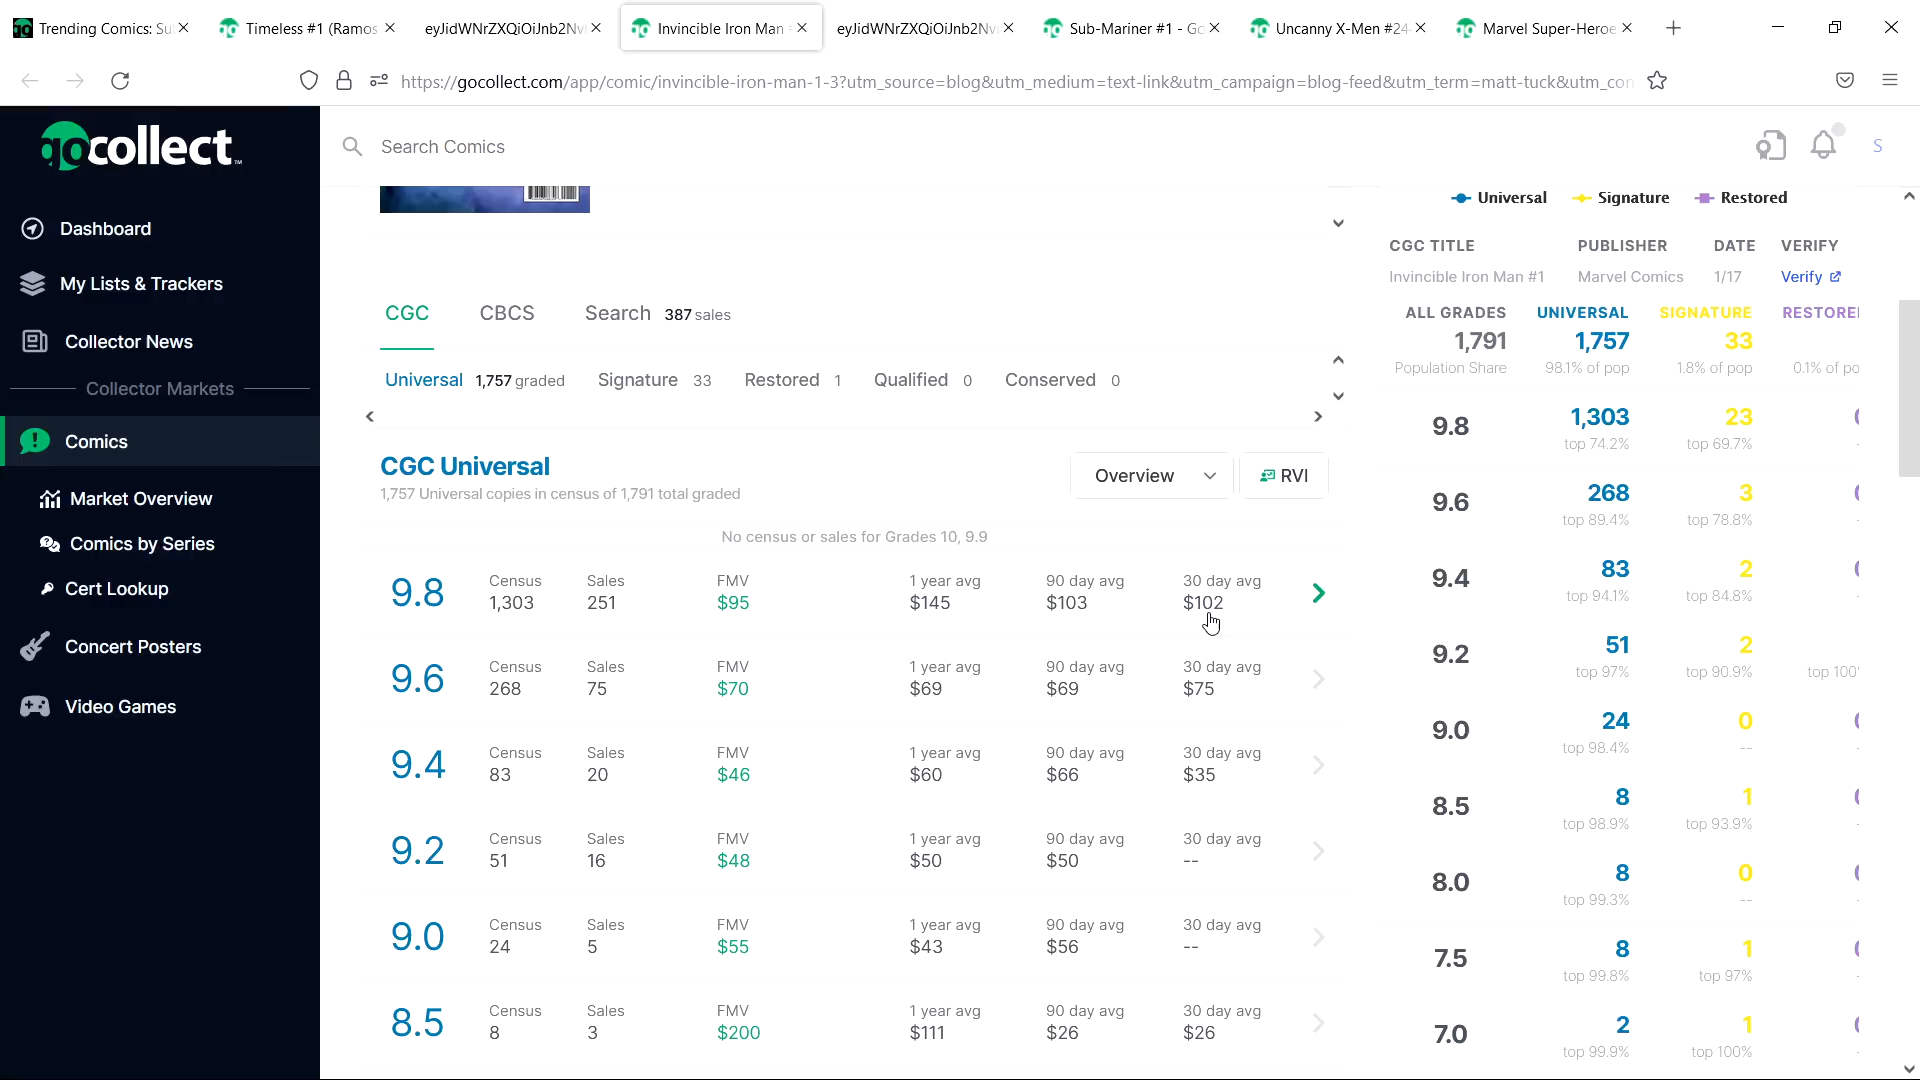 Trending Comics: Su
Timeless #1 (Ramos
eyJidWNrZXQiOiJnb2Nv
Invincible Iron Man
eyJidWNrZXQiOiJnb2Nv
Sub-Mariner #1 - Go
Uncanny X-Men #24
Marvel Super-Heroe
https://gocollect.com/app/comic/invincible-iron-man-1-3?utm_source=blog&utm_medium=text-link&utm_campaign=blog-feed&utm_term=matt-tuck&utm_con
gocollect™
Search Comics
S
Dashboard
My Lists & Trackers
Collector News
Collector Markets
Comics
Market Overview
Comics by Series
Cert Lookup
Concert Posters
Video Games
CGC CBCS Search 387 sales
Universal 1,757 graded Signature 33 Restored 1 Qualified 0 Conserved 0
CGC Universal
1,757 Universal copies in census of 1,791 total graded
Overview
RVI
No census or sales for Grades 10, 9.9
9.8 Census Sales FMV 1 year avg 90 day avg 30 day avg
1,303 251 $95 $145 $103 $102
9.6 Census Sales FMV 1 year avg 90 day avg 30 day avg
268 75 $70 $69 $69 $75
9.4 Census Sales FMV 1 year avg 90 day avg 30 day avg
83 20 $46 $60 $66 $35
9.2 Census Sales FMV 1 year avg 90 day avg 30 day avg
51 16 $48 $50 $50 --
9.0 Census Sales FMV 1 year avg 90 day avg 30 day avg
24 5 $55 $43 $56 --
8.5 Census Sales FMV 1 year avg 90 day avg 30 day avg
8 3 $200 $111 $26 $26
Universal Signature Restored
CGC TITLE PUBLISHER DATE VERIFY
Invincible Iron Man #1 Marvel Comics 1/17 Verify
ALL GRADES UNIVERSAL SIGNATURE RESTORE
1,791 1,757 33
Population Share 98.1% of pop 1.8% of pop 0.1% of po
9.8 1,303 23
top 74.2% top 69.7% -
9.6 268 3
top 89.4% top 78.8% -
9.4 83 2
top 94.1% top 84.8% -
9.2 51 2
top 97% top 90.9% top 100
9.0 24 0
top 98.4% -- -
8.5 8 1
top 98.9% top 93.9% -
8.0 8 0
top 99.3% -- -
7.5 8 1
top 99.8% top 97% -
7.0 2 1
top 99.9% top 100% -